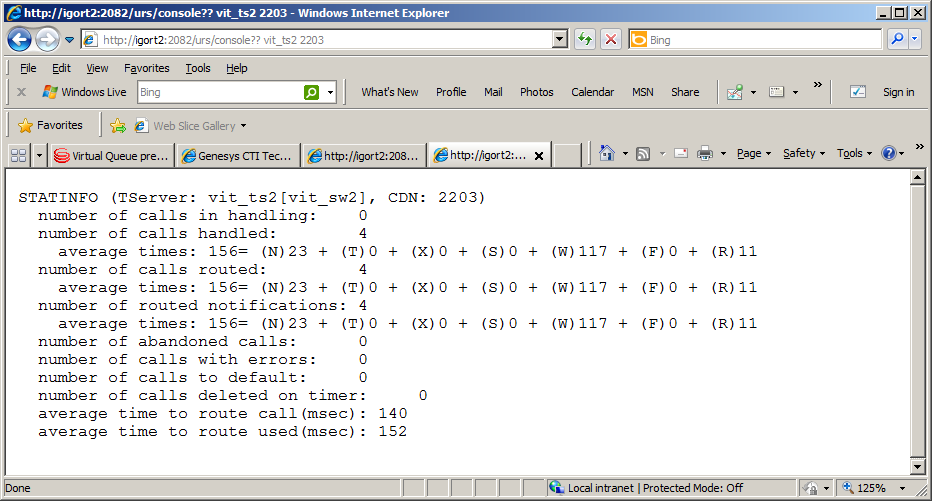 http://igort2:2082/urs/console?? vit_ts2 2203 - Windows Internet Explorer
http://igort2:2082/urs/console?? vit_ts2 2203
Bing
File Edit View Favorites Tools Help
Windows Live Bing What's New Profile Mail Photos Calendar MSN Share » Sign in
Favorites Web Slice Gallery
Virtual Queue pre... Genesys CTI Tec... http://igort2:208... http://igort2:... Page Safety Tools »
STATINFO (TServer: vit_ts2[vit_sw2], CDN: 2203)
number of calls in handling: 0
number of calls handled: 4
average times: 156= (N)23 + (T)0 + (X)0 + (S)0 + (W)117 + (F)0 + (R)11
number of calls routed: 4
average times: 156= (N)23 + (T)0 + (X)0 + (S)0 + (W)117 + (F)0 + (R)11
number of routed notifications: 4
average times: 156= (N)23 + (T)0 + (X)0 + (S)0 + (W)117 + (F)0 + (R)11
number of abandoned calls: 0
number of calls with errors: 0
number of calls to default: 0
number of calls deleted on timer: 0
average time to route call(msec): 140
average time to route used(msec): 152
Done Local intranet | Protected Mode: Off 125%